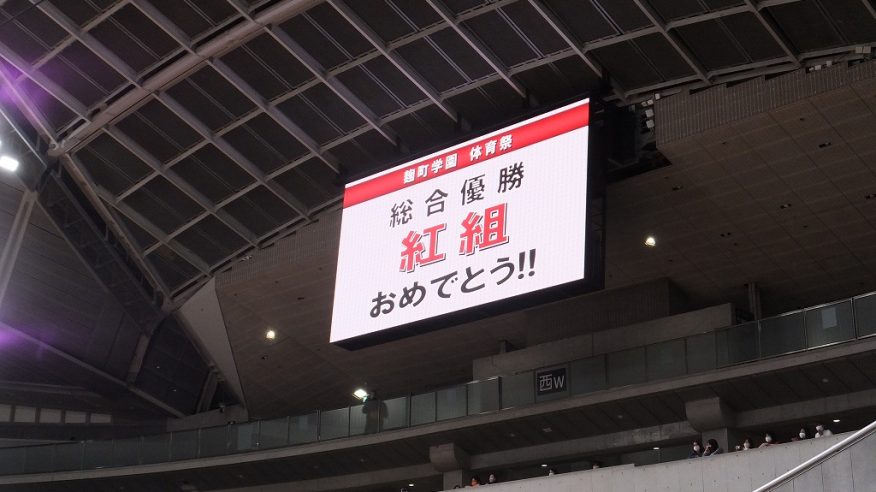 麹町学園 体育祭
総合優勝
紅組
おめでとう!!
西W